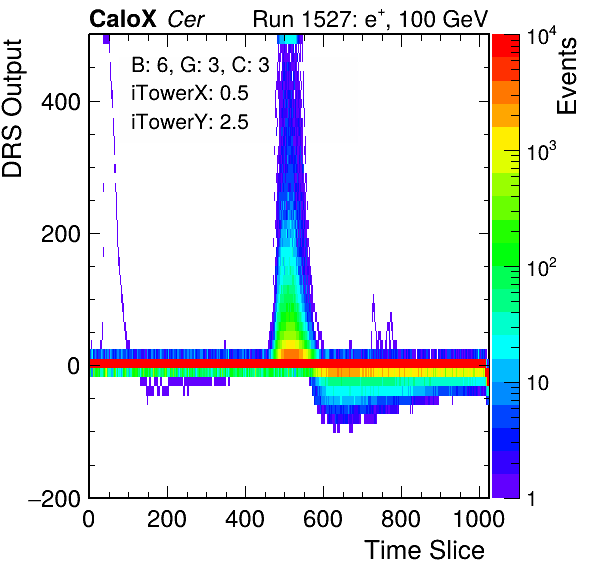 CaloX Cer Run 1527: e+, 100 GeV
DRS Output
B: 6, G: 3, C: 3
iTowerX: 0.5
iTowerY: 2.5
400
200
0
−200
0 200 400 600 800 1000
Time Slice
Events
10^4
10^3
10^2
10
1